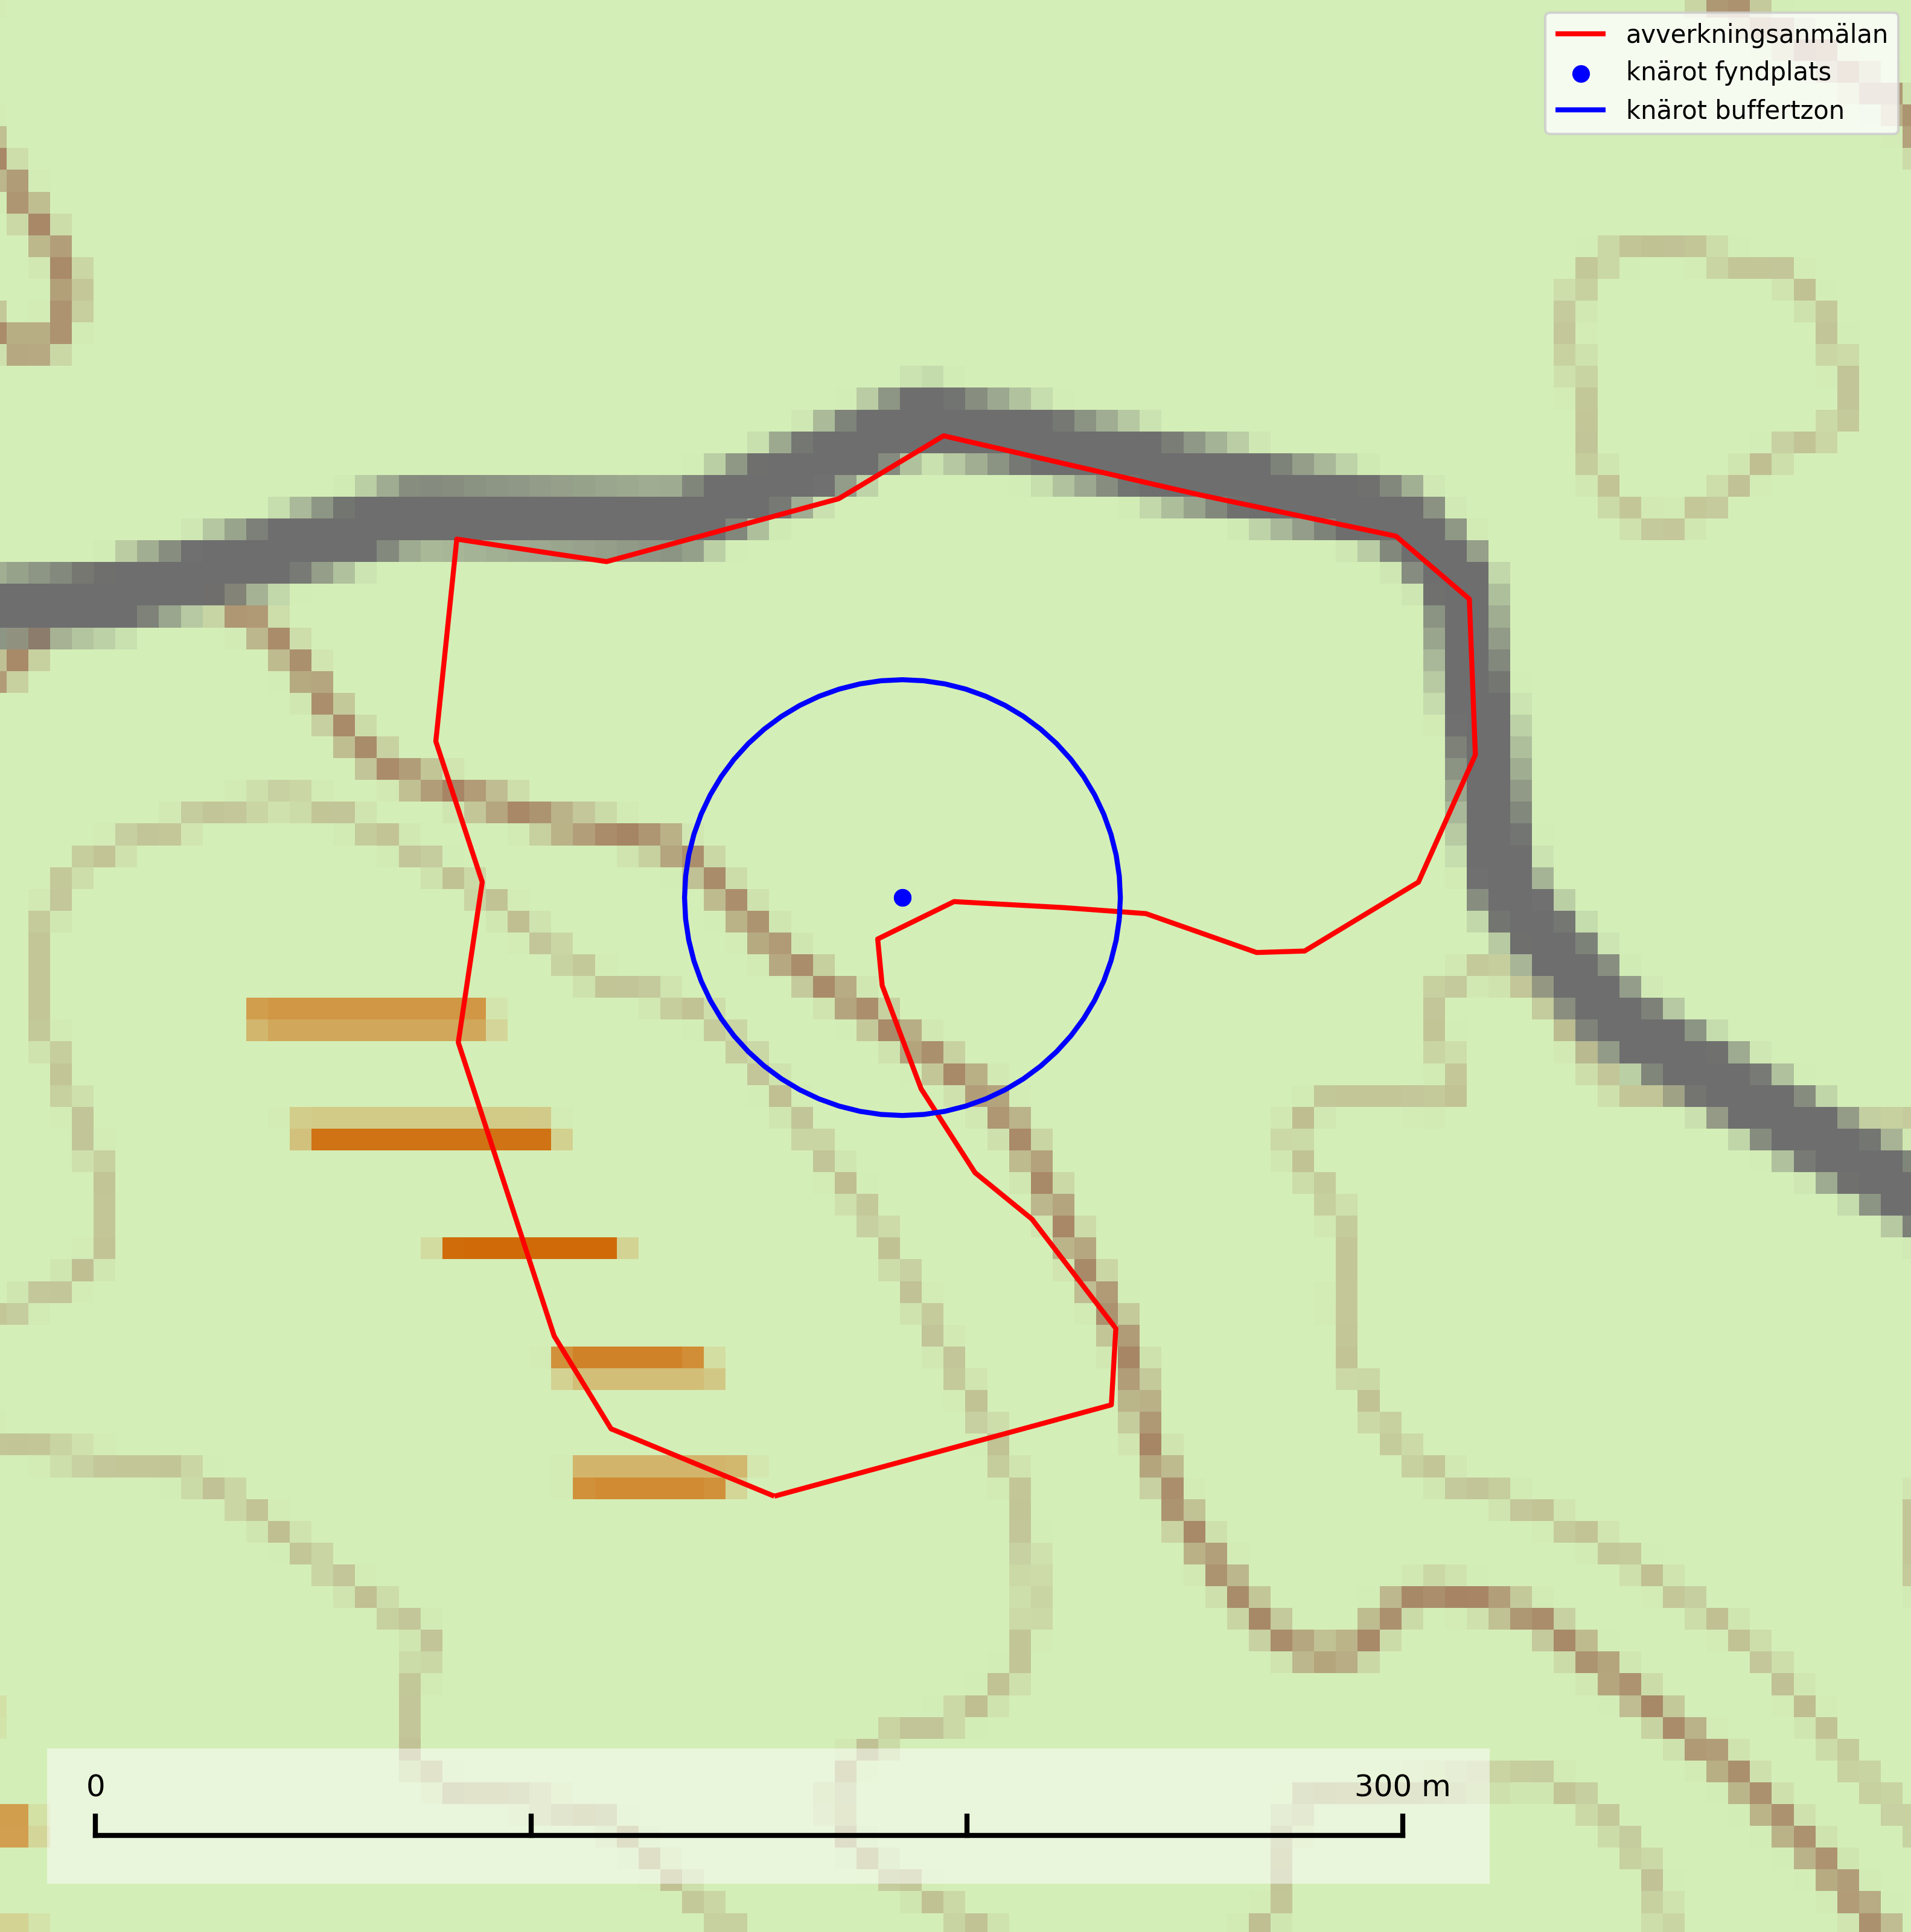 avverkningsanmälan
knärot fyndplats
knärot buffertzon
0 300 m